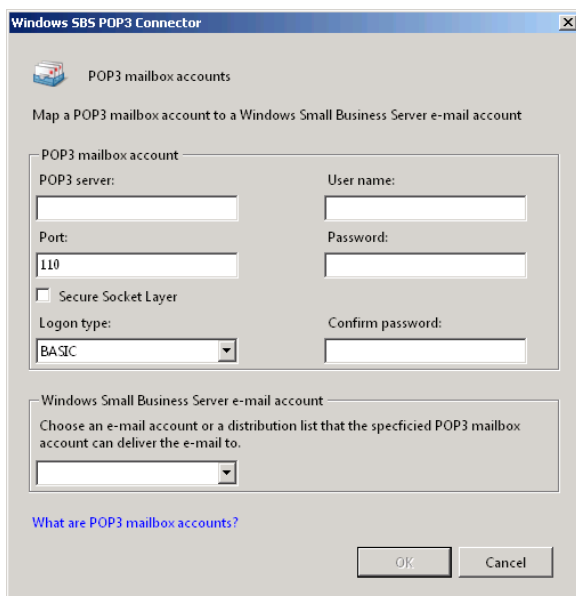 Windows SBS POP3 Connector
POP3 mailbox accounts
Map a POP3 mailbox account to a Windows Small Business Server e-mail account
POP3 mailbox account
POP3 server:
User name:
Port:
Password:
110
Secure Socket Layer
Logon type:
Confirm password:
BASIC
Windows Small Business Server e-mail account
Choose an e-mail account or a distribution list that the specficied POP3 mailbox
account can deliver the e-mail to.
What are POP3 mailbox accounts?
OK
Cancel